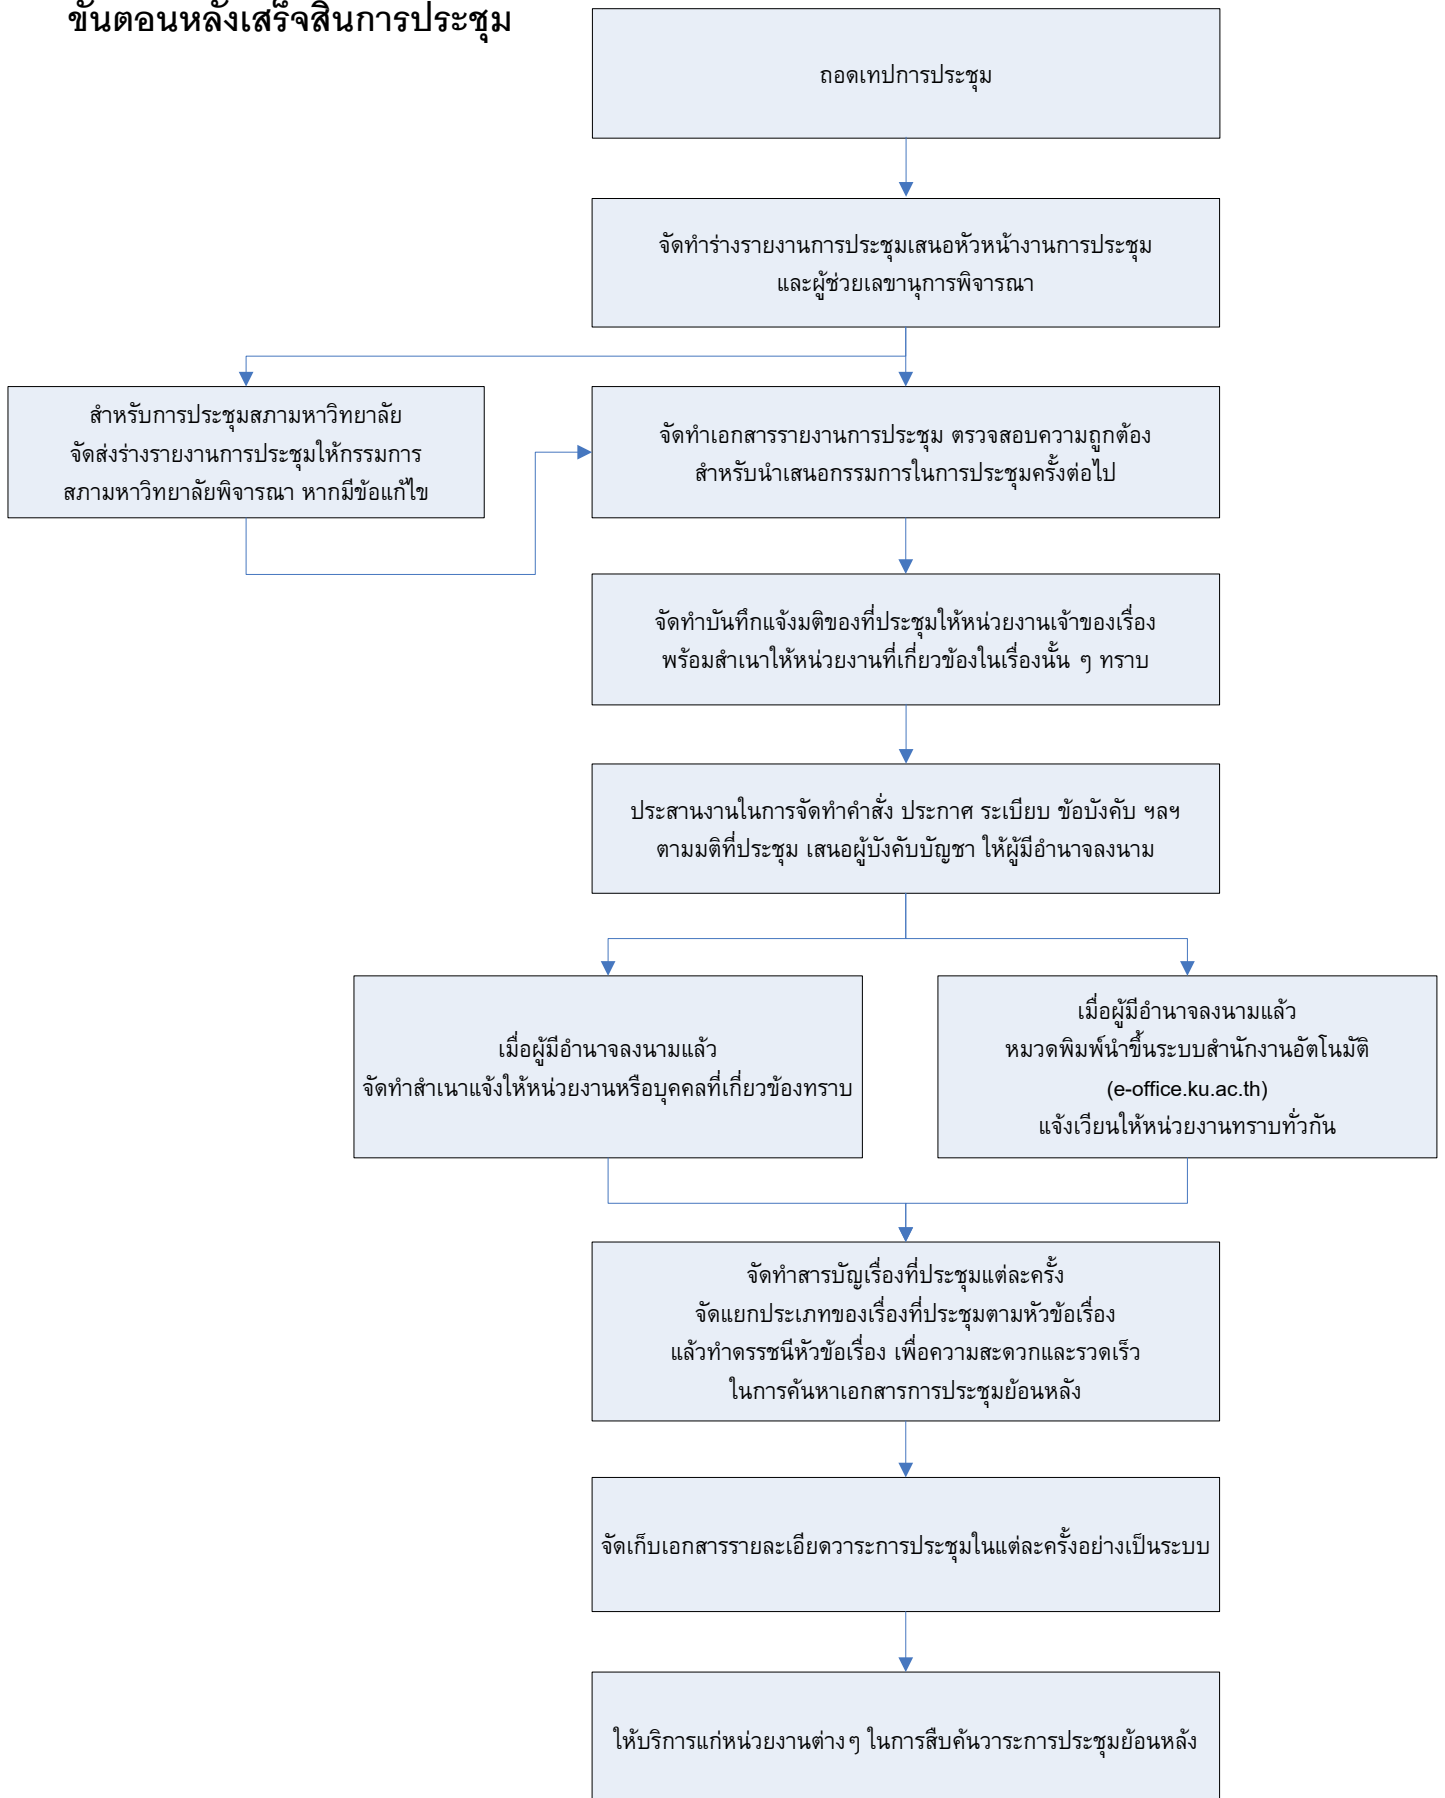 ขั้นตอนหลังเสร็จสิ้นการประชุม
ถอดเทปการประชุม
จัดทำร่างรายงานการประชุมเสนอหัวหน้างานการประชุม
และผู้ช่วยเลขานุการพิจารณา
สำหรับการประชุมสภามหาวิทยาลัย
จัดส่งร่างรายงานการประชุมให้กรรมการ
สภามหาวิทยาลัยพิจารณา หากมีข้อแก้ไข
จัดทำเอกสารรายงานการประชุม ตรวจสอบความถูกต้อง
สำหรับนำเสนอกรรมการในการประชุมครั้งต่อไป
จัดทำบันทึกแจ้งมติของที่ประชุมให้หน่วยงานเจ้าของเรื่อง
พร้อมสำเนาให้หน่วยงานที่เกี่ยวข้องในเรื่องนั้น ๆ ทราบ
ประสานงานในการจัดทำคำสั่ง ประกาศ ระเบียบ ข้อบังคับ ฯลฯ
ตามมติที่ประชุม เสนอผู้บังคับบัญชา ให้ผู้มีอำนาจลงนาม
เมื่อผู้มีอำนาจลงนามแล้ว
จัดทำสำเนาแจ้งให้หน่วยงานหรือบุคคลที่เกี่ยวข้องทราบ
เมื่อผู้มีอำนาจลงนามแล้ว
หมวดพิมพ์นำขึ้นระบบสำนักงานอัตโนมัติ
(e-office.ku.ac.th)
แจ้งเวียนให้หน่วยงานทราบทั่วกัน
จัดทำสารบัญเรื่องที่ประชุมแต่ละครั้ง
จัดแยกประเภทของเรื่องที่ประชุมตามหัวข้อเรื่อง
แล้วทำดรรชนีหัวข้อเรื่อง เพื่อความสะดวกและรวดเร็ว
ในการค้นหาเอกสารการประชุมย้อนหลัง
จัดเก็บเอกสารรายละเอียดวาระการประชุมในแต่ละครั้งอย่างเป็นระบบ
ให้บริการแก่หน่วยงานต่าง ๆ ในการสืบค้นวาระการประชุมย้อนหลัง